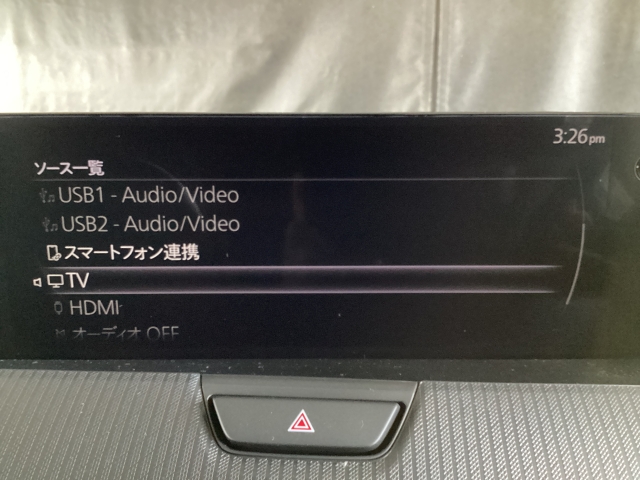 3:26pm
ソース一覧
USB1 - Audio/Video
USB2 - Audio/Video
スマートフォン連携
TV
HDMI
オーディオ OFF